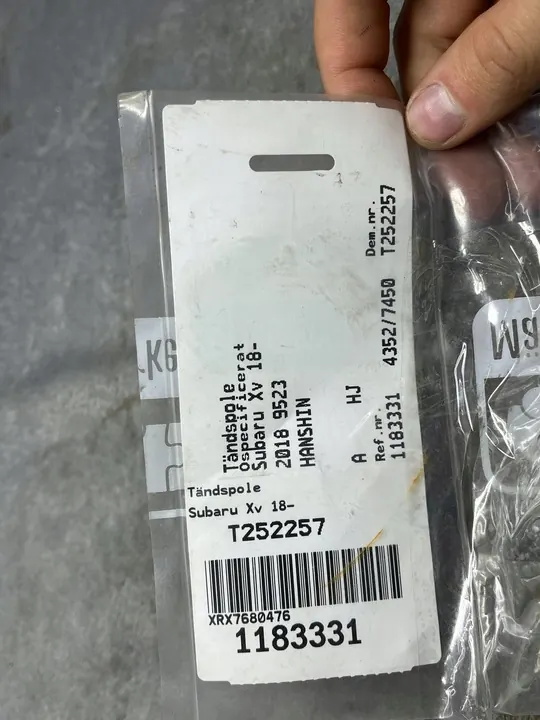 Tändspole
Ospecificerat
Subaru Xv 18-
2018 9523
HANSHIN
A HJ
Ref.nr.
1183331
4352/7450
Dem.nr.
T252257
Tändspole
Subaru Xv 18-
T252257
XRX7680476
1183331